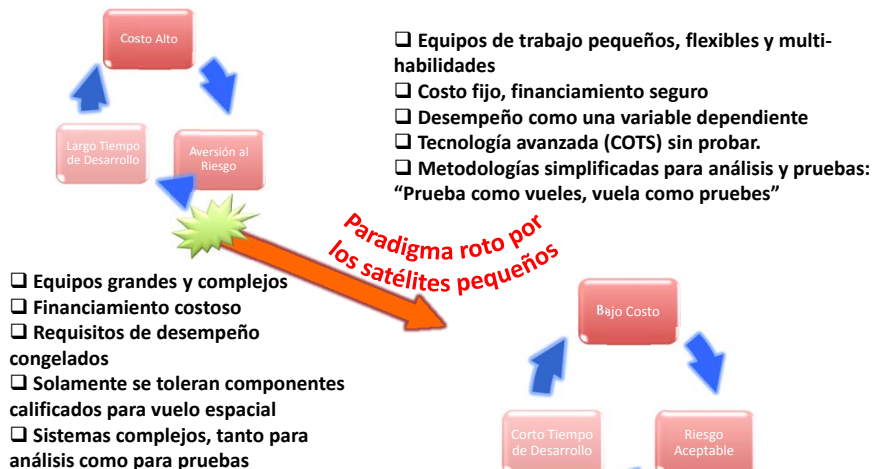 Costo Alto
Largo Tiempo
de Desarrollo
Aversión al
Riesgo
❑ Equipos de trabajo pequeños, flexibles y multi-
habilidades
❑ Costo fijo, financiamiento seguro
❑ Desempeño como una variable dependiente
❑ Tecnología avanzada (COTS) sin probar.
❑ Metodologías simplificadas para análisis y pruebas:
“Prueba como vueles, vuela como pruebes”
Paradigma roto por
los satélites pequeños
❑ Equipos grandes y complejos
❑ Financiamiento costoso
❑ Requisitos de desempeño
congelados
❑ Solamente se toleran componentes
calificados para vuelo espacial
❑ Sistemas complejos, tanto para
análisis como para pruebas
Bajo Costo
Corto Tiempo
de Desarrollo
Riesgo
Aceptable